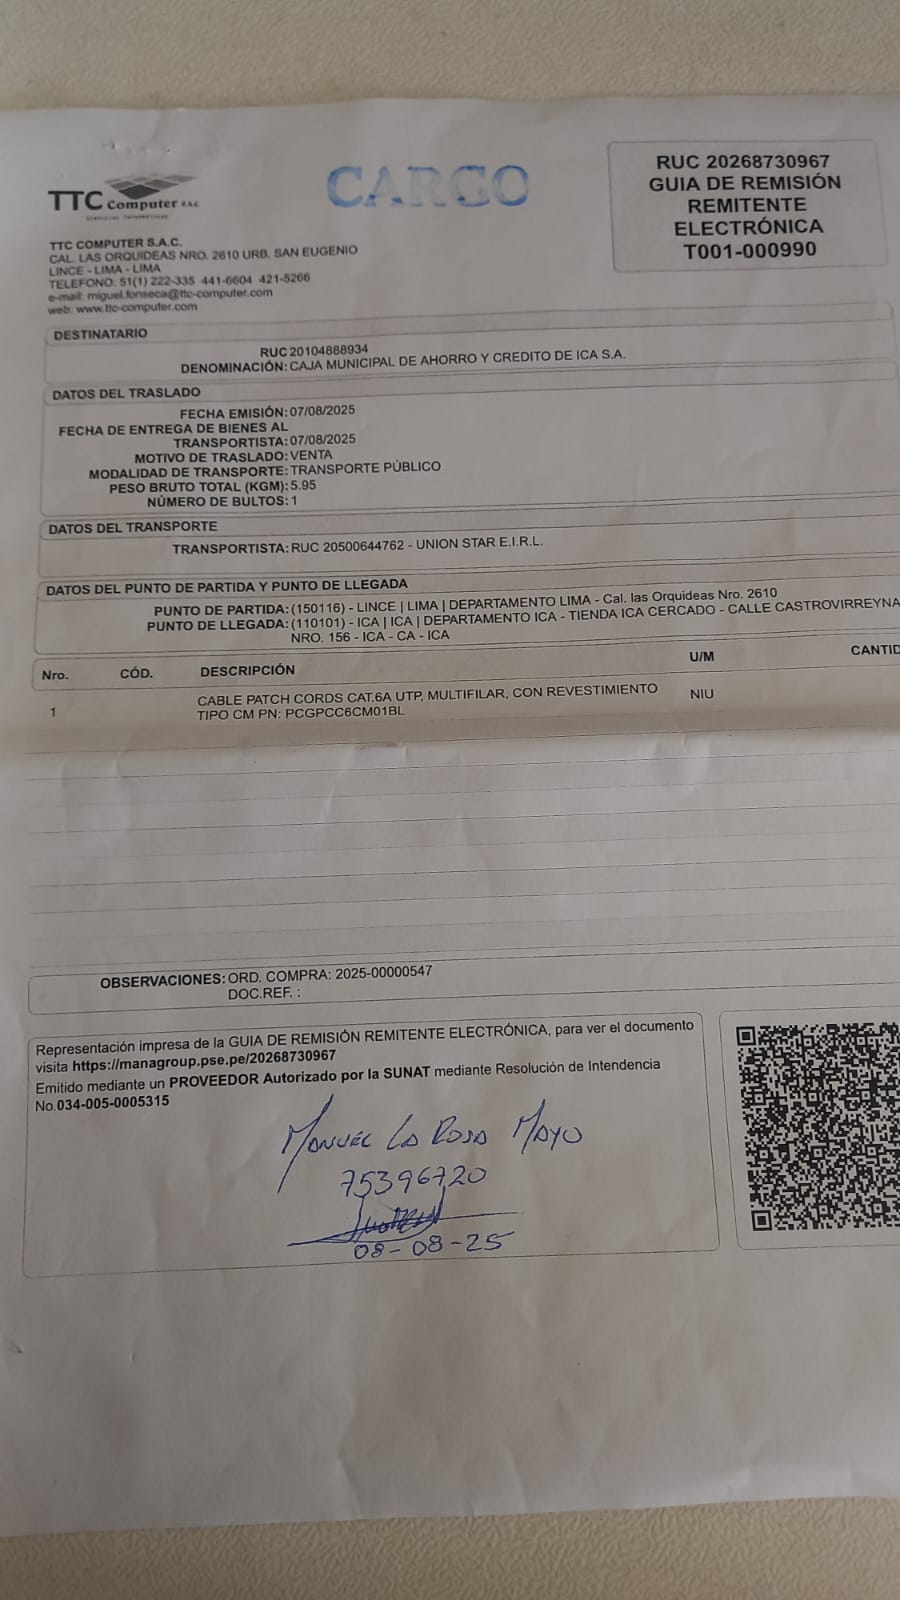 TTC Computer SAC
CARGO
RUC 20268730967
GUIA DE REMISIÓN
REMITENTE
ELECTRÓNICA
T001-000990
TTC COMPUTER S.A.C.
CAL. LAS ORQUIDEAS NRO. 2610 URB. SAN EUGENIO
LINCE - LIMA - LIMA
TELEFONO: 51(1) 222-335 441-6604 421-5266
e-mail: miguel.fonseca@ttc-computer.com
web: www.ttc-computer.com
DESTINATARIO
RUC 20104888934
DENOMINACIÓN: CAJA MUNICIPAL DE AHORRO Y CREDITO DE ICA S.A.
DATOS DEL TRASLADO
FECHA EMISIÓN: 07/08/2025
FECHA DE ENTREGA DE BIENES AL
TRANSPORTISTA: 07/08/2025
MOTIVO DE TRASLADO: VENTA
MODALIDAD DE TRANSPORTE: TRANSPORTE PÚBLICO
PESO BRUTO TOTAL (KGM): 5.95
NÚMERO DE BULTOS: 1
DATOS DEL TRANSPORTE
TRANSPORTISTA: RUC 20500644762 - UNION STAR E.I.R.L.
DATOS DEL PUNTO DE PARTIDA Y PUNTO DE LLEGADA
PUNTO DE PARTIDA: (150116) - LINCE | LIMA | DEPARTAMENTO LIMA - Cal. las Orquideas Nro. 2610
PUNTO DE LLEGADA: (110101) - ICA | ICA | DEPARTAMENTO ICA - TIENDA ICA CERCADO - CALLE CASTROVIRREYNA
NRO. 156 - ICA - CA - ICA
Nro. CÓD. DESCRIPCIÓN U/M CANTID
1 CABLE PATCH CORDS CAT.6A UTP, MULTIFILAR, CON REVESTIMIENTO NIU
TIPO CM PN: PCGPCC6CM01BL
OBSERVACIONES: ORD. COMPRA: 2025-00000547
DOC.REF. :
Representación impresa de la GUIA DE REMISIÓN REMITENTE ELECTRÓNICA, para ver el documento
visita https://managroup.pse.pe/20268730967
Emitido mediante un PROVEEDOR Autorizado por la SUNAT mediante Resolución de Intendencia
No.034-005-0005315
Manuel La Rosa Mayo
75396720
08-08-25